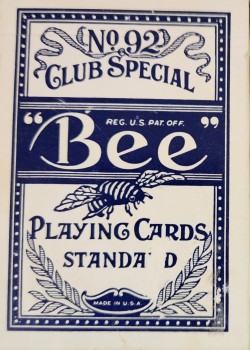 No. 92
CLUB SPECIAL
REG. U.S. PAT. OFF.
"Bee"
PLAYING CARDS
STANDA D
MADE IN U.S.A.